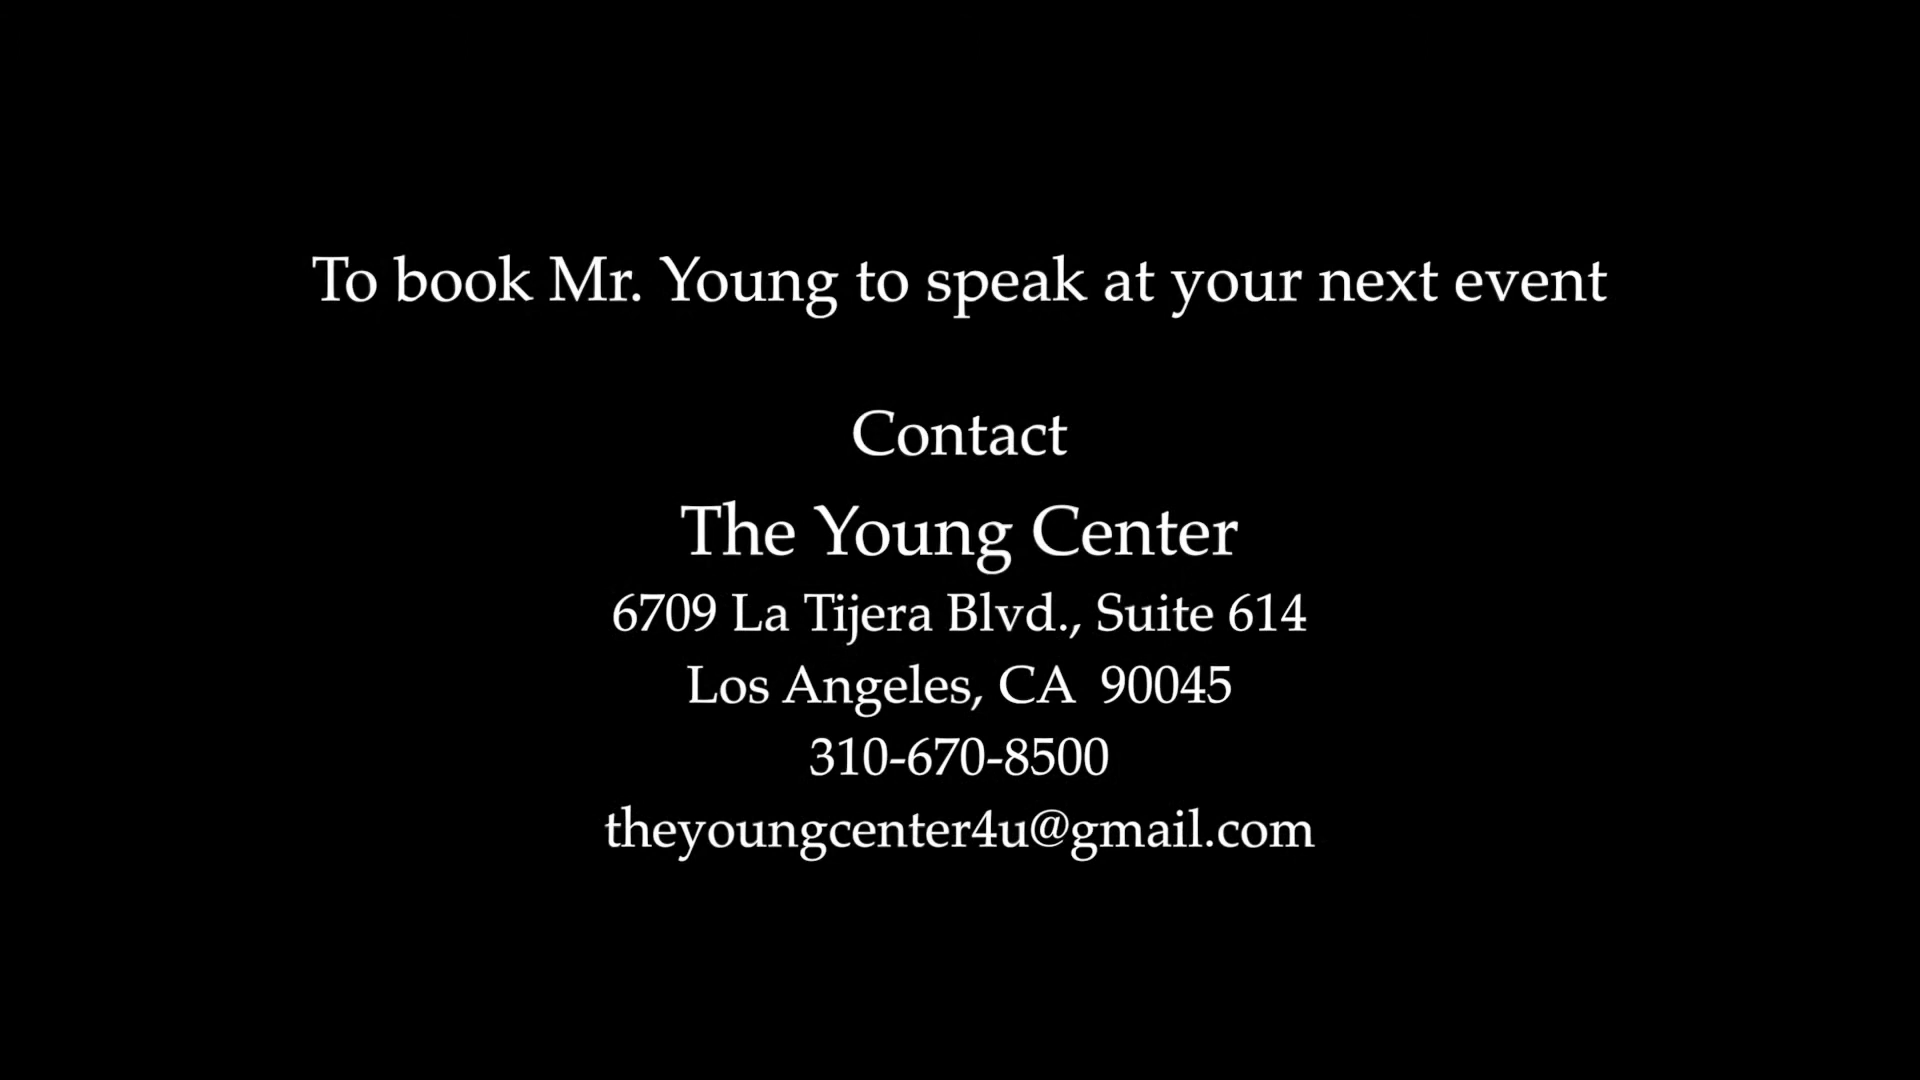 To book Mr. Young to speak at your next event
Contact
The Young Center
6709 La Tijera Blvd., Suite 614
Los Angeles, CA  90045
310-670-8500
theyoungcenter4u@gmail.com